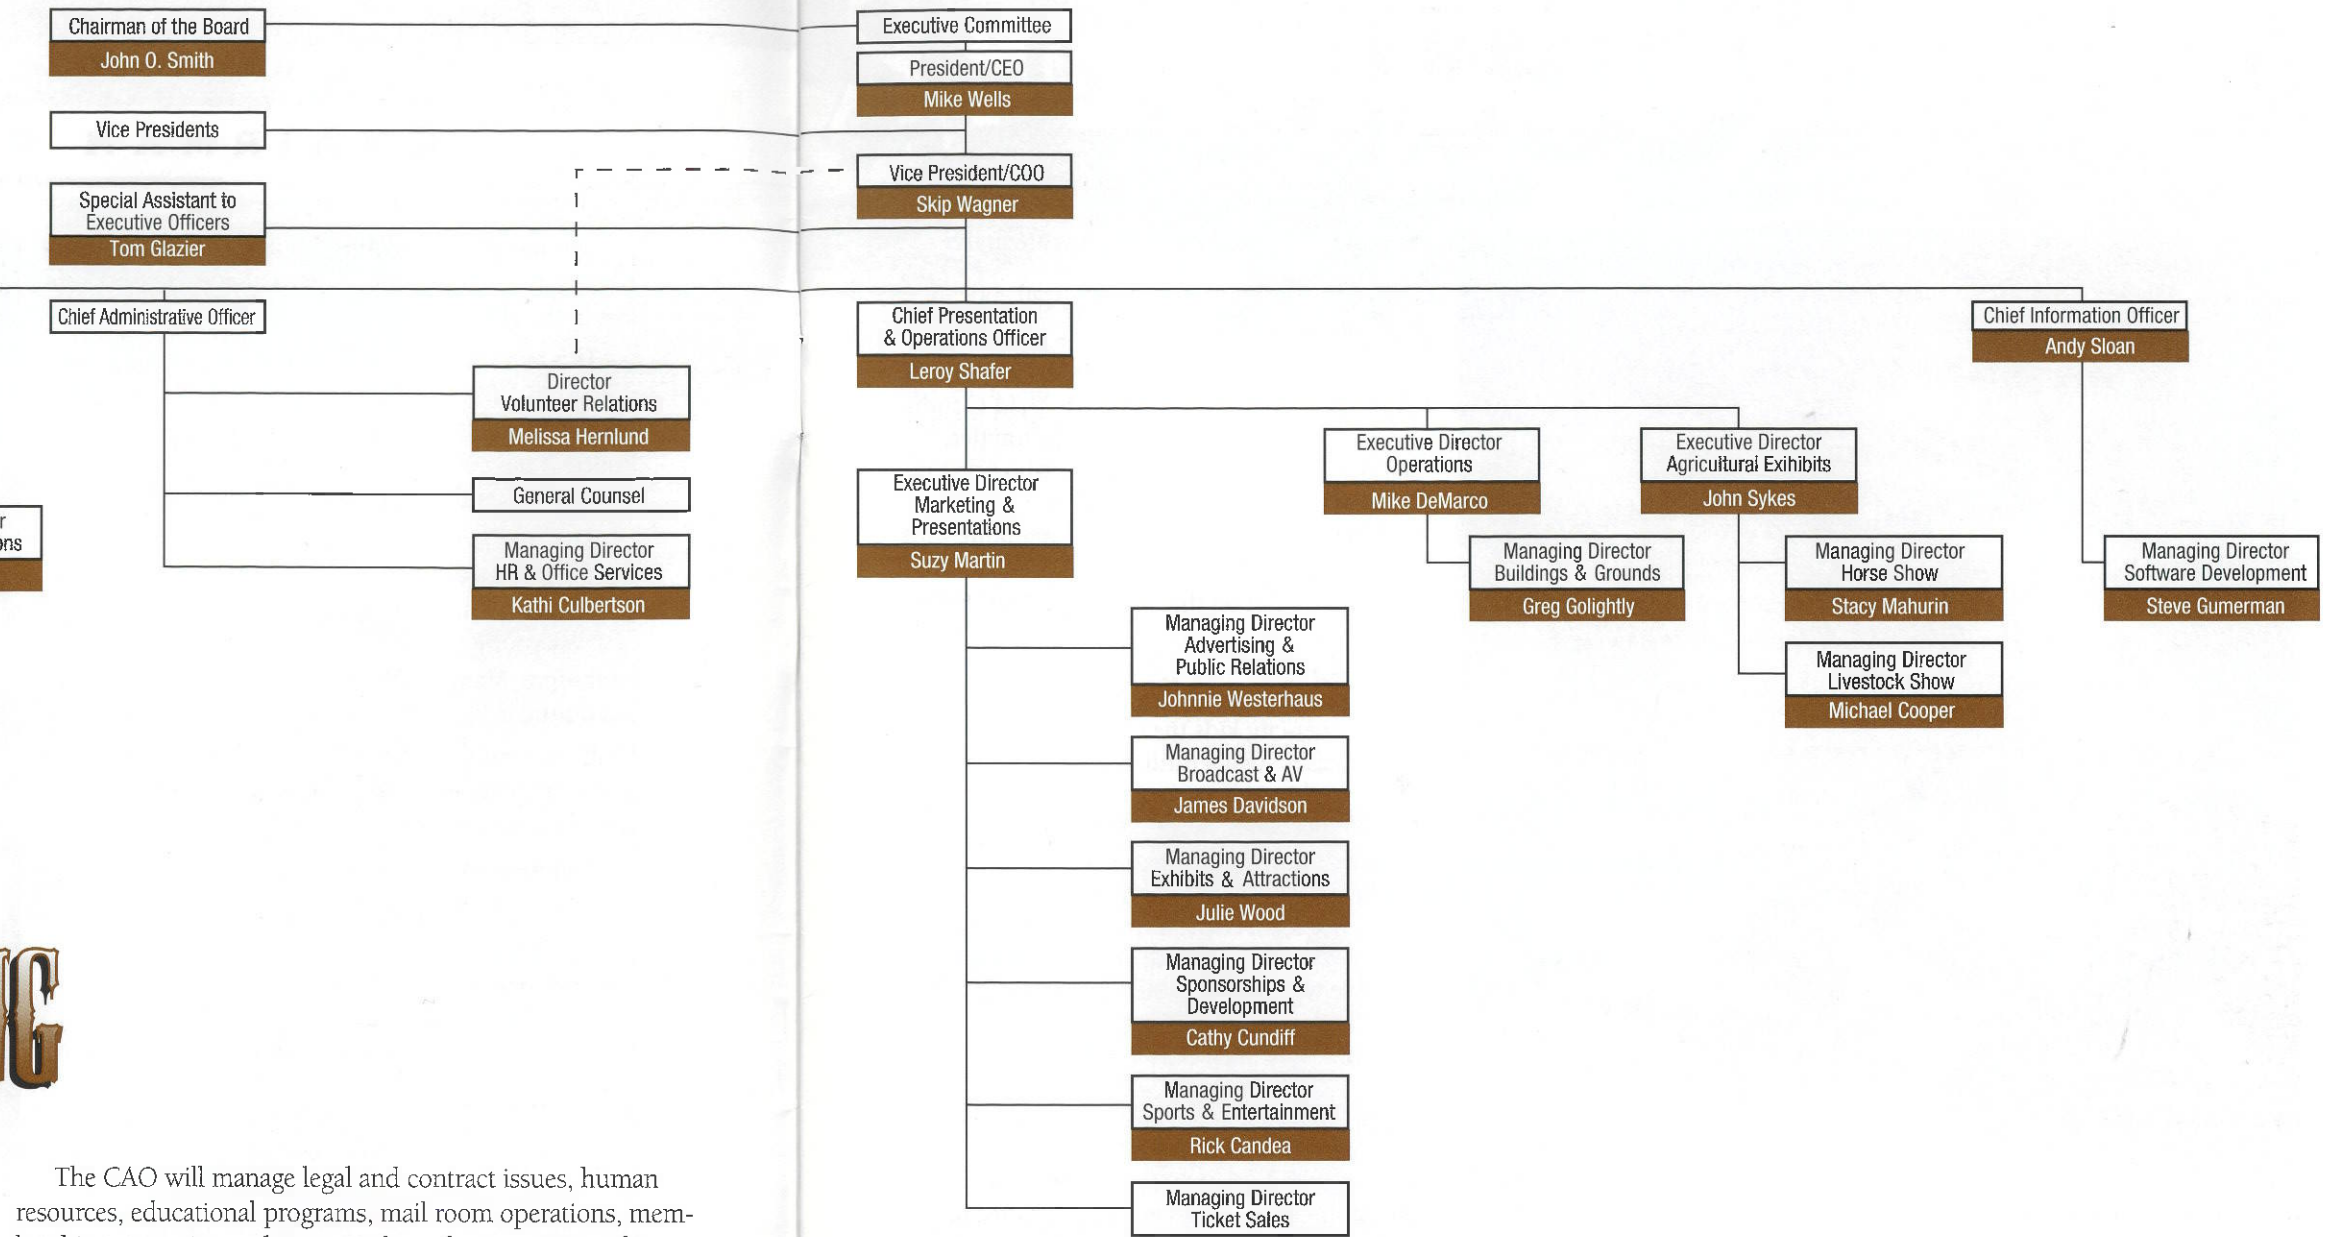 Chairman of the Board
John O. Smith
Executive Committee
President/CEO
Mike Wells
Vice Presidents
Vice President/COO
Skip Wagner
Special Assistant to
Executive Officers
Tom Glazier
Chief Administrative Officer
Director
Volunteer Relations
Melissa Hernlund
General Counsel
Managing Director
HR & Office Services
Kathi Culbertson
Chief Presentation
& Operations Officer
Leroy Shafer
Executive Director
Marketing &
Presentations
Suzy Martin
Managing Director
Advertising &
Public Relations
Johnnie Westerhaus
Managing Director
Broadcast & AV
James Davidson
Managing Director
Exhibits & Attractions
Julie Wood
Managing Director
Sponsorships &
Development
Cathy Cundiff
Managing Director
Sports & Entertainment
Rick Candea
Managing Director
Ticket Sales
Executive Director
Operations
Mike DeMarco
Managing Director
Buildings & Grounds
Greg Golightly
Executive Director
Agricultural Exihibits
John Sykes
Managing Director
Horse Show
Stacy Mahurin
Managing Director
Livestock Show
Michael Cooper
Chief Information Officer
Andy Sloan
Managing Director
Software Development
Steve Gumerman
r
ons
G
The CAO will manage legal and contract issues, human
resources, educational programs, mail room operations, mem-